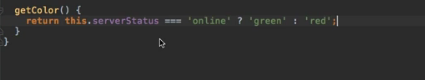 getColor() {
return this.serverStatus === 'online' ? 'green' : 'red';
}
}